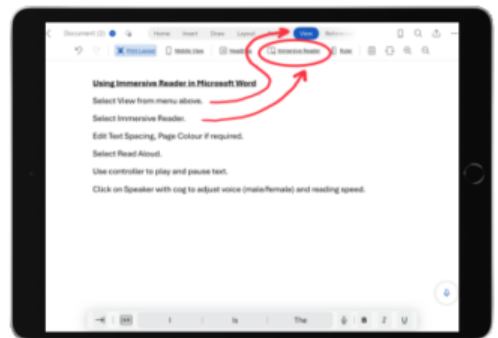 Document (2)
Home Insert Draw Layout View
Print Layout Mobile View Headings Immersive Reader Ruler
Using Immersive Reader in Microsoft Word
Select View from menu above.
Select Immersive Reader.
Edit Text Spacing, Page Colour if required.
Select Read Aloud.
Use controller to play and pause text.
Click on Speaker with cog to adjust voice (male/female) and reading speed.
I Is The B I U